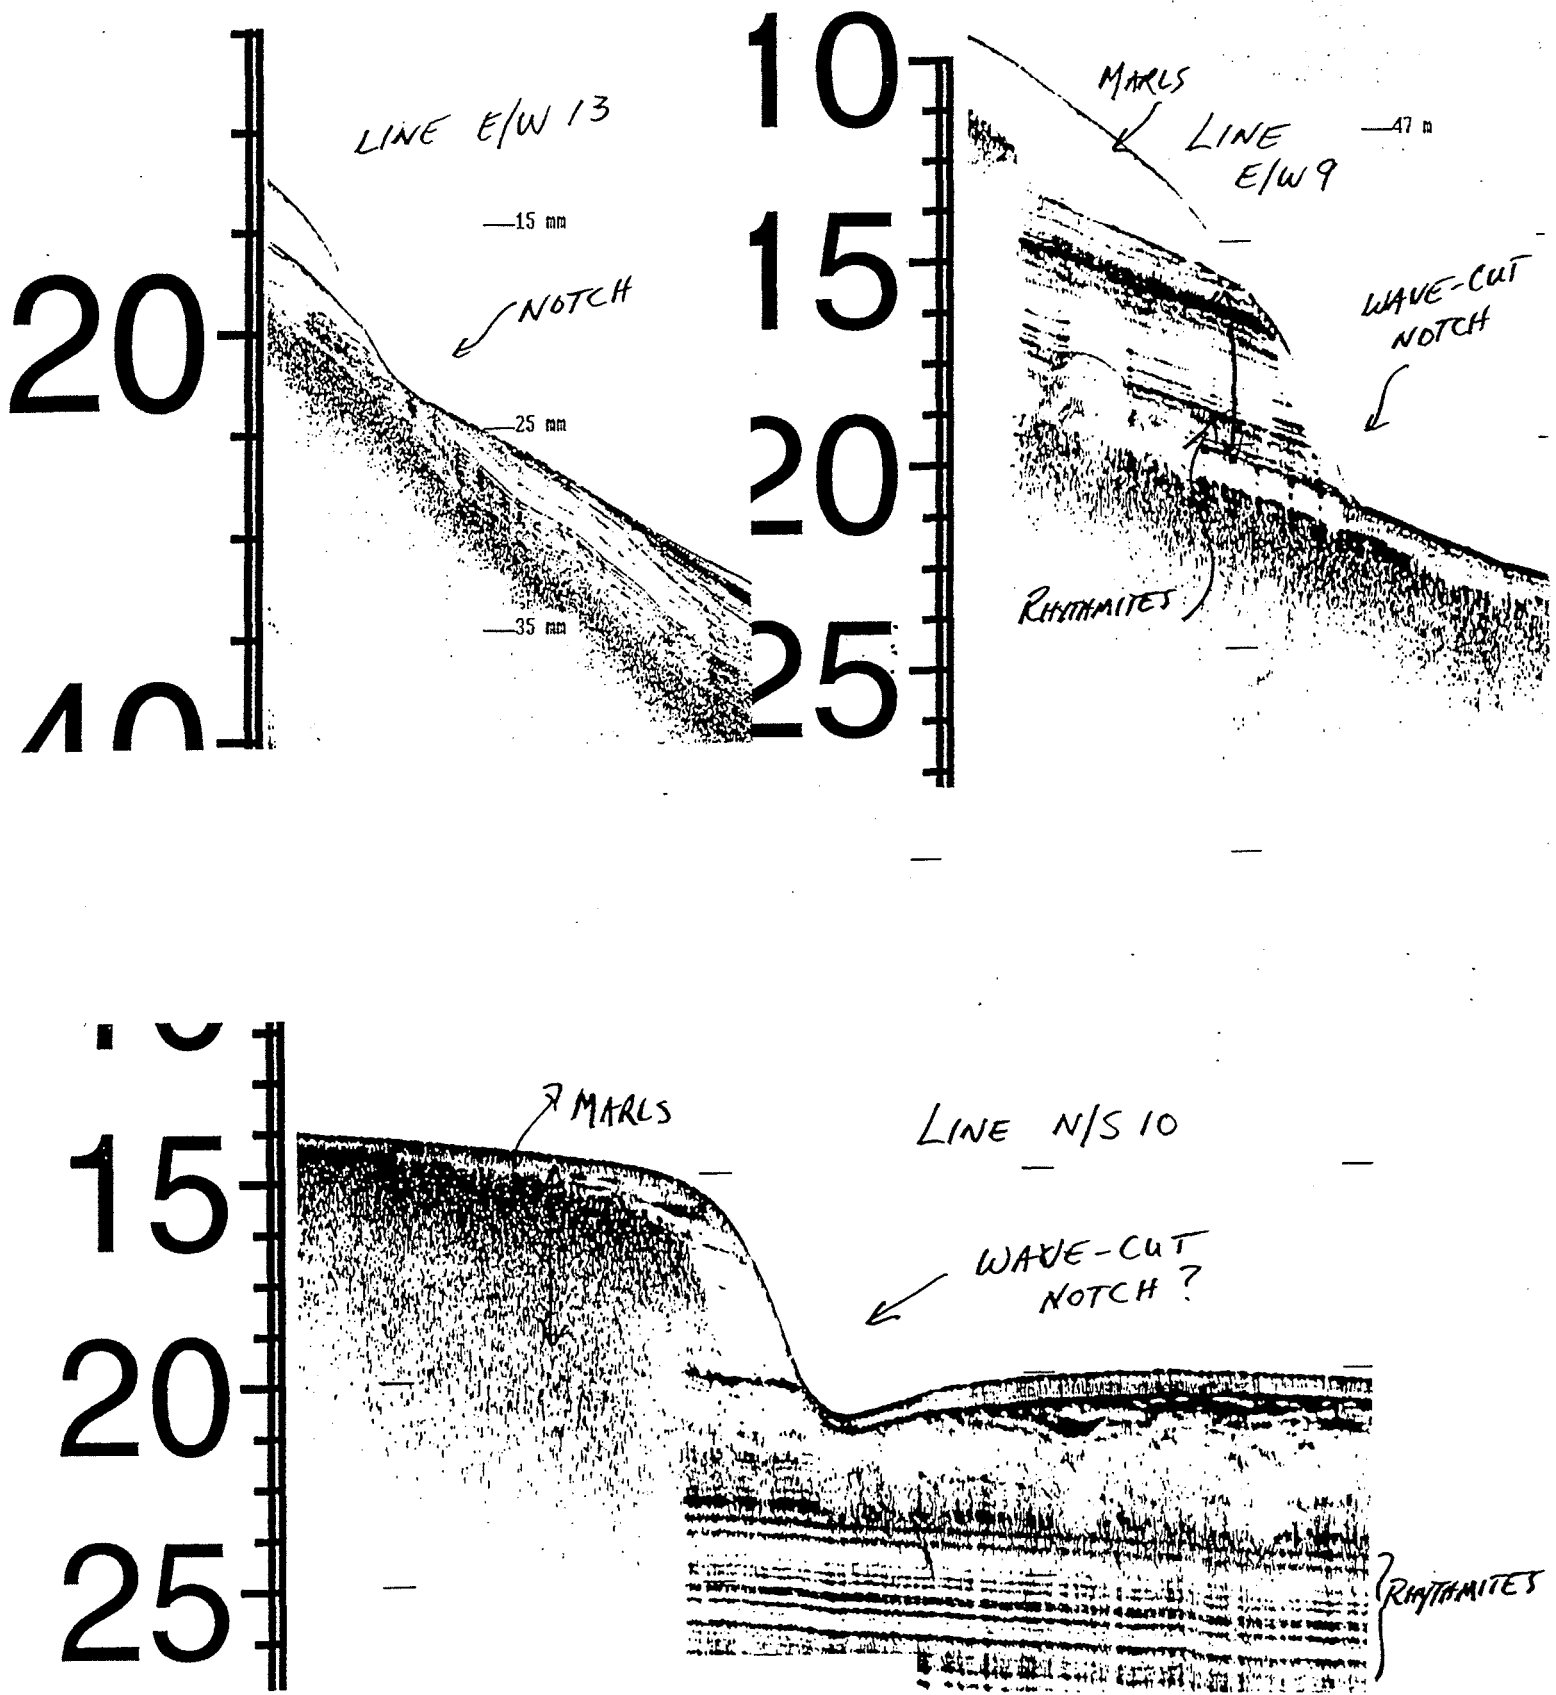 LINE E/W 13
15 mm
20
NOTCH
25 mm
35 mm
40
10
MARLS
LINE
E/W 9
47 m
15
WAVE-CUT
NOTCH
20
RHYTHMITES
25
10
MARLS
LINE N/S 10
15
WAVE-CUT
NOTCH ?
20
25
RHYTHMITES